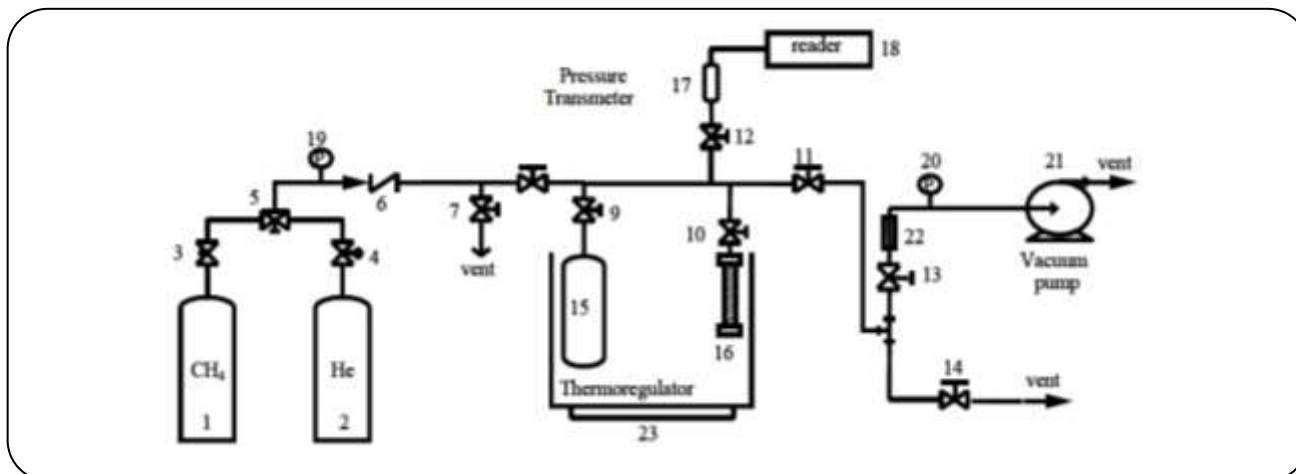 reader
18
17
Pressure
Transmeter
12
19
P
11
20
P
21
vent
5
6
7
9
10
22
3
4
vent
13
Vacuum
pump
15
16
CH₄
He
Thermoregulator
14
vent
1
2
23